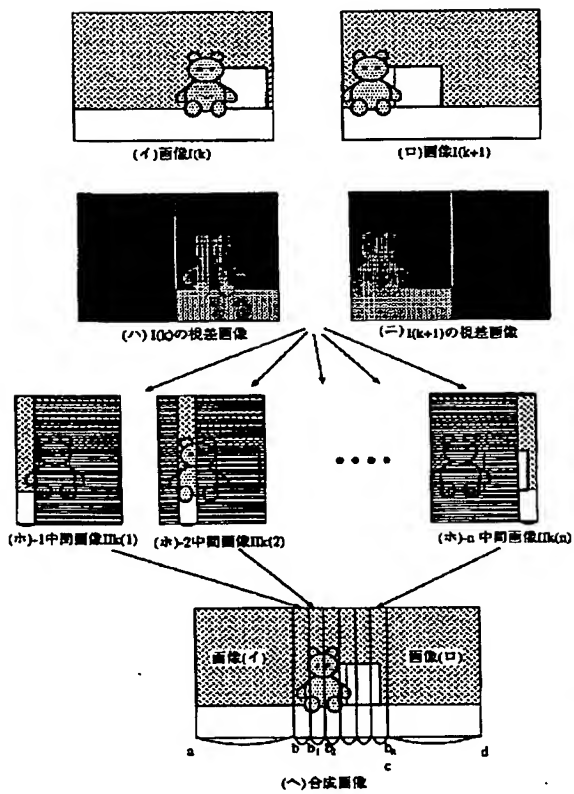 (イ)画像I(k)
(ロ)画像I(k+1)
(ハ) I(k)の視差画像
(ニ) I(k+1)の視差画像
(ホ)-1中間画像IIk(1)
(ホ)-2中間画像IIk(2)
(ホ)-n 中間画像IIk(n)
画像(イ)
画像(ロ)
a b b1 b2 bn d
c
(ヘ)合成画像